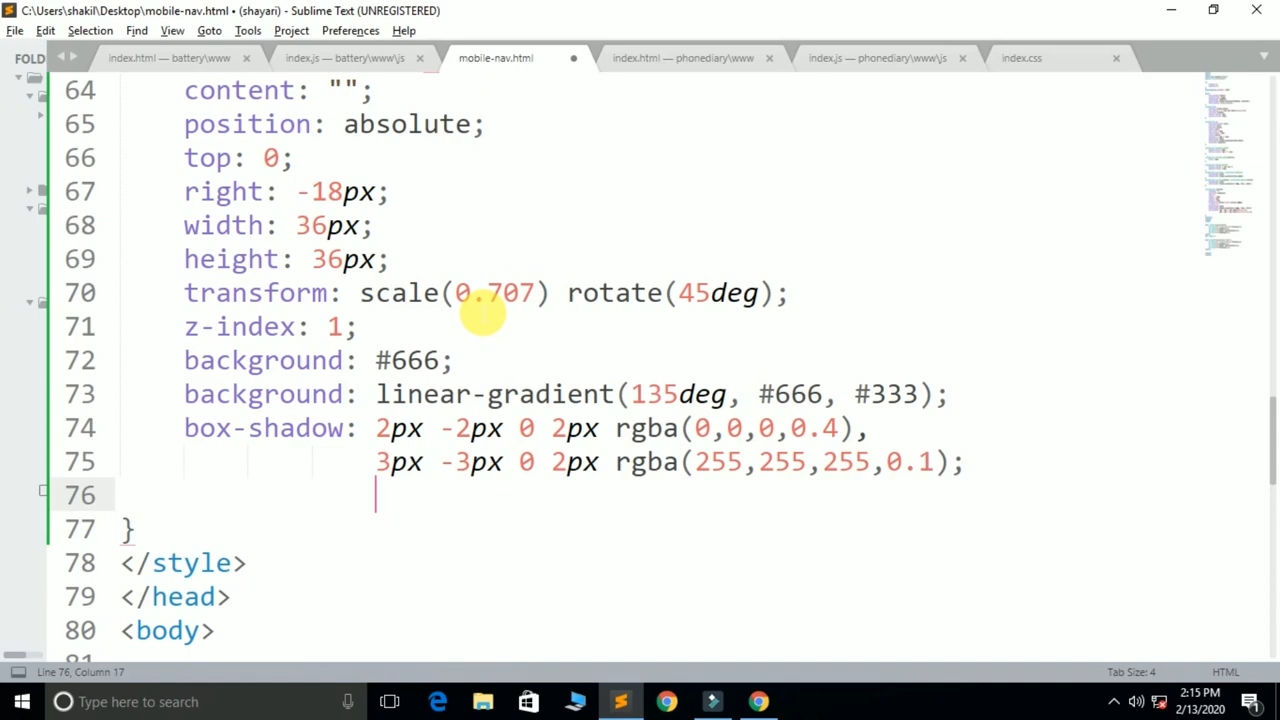 C:\Users\shakil\Desktop\mobile-nav.html • (shayari) - Sublime Text (UNREGISTERED)
File Edit Selection Find View Goto Tools Project Preferences Help
FOLD
index.html — battery\www
index.js — battery\www\js
mobile-nav.html
index.html — phonediary\www
index.js — phonediary\www\js
index.css
64 content: "";
65 position: absolute;
66 top: 0;
67 right: -18px;
68 width: 36px;
69 height: 36px;
70 transform: scale(0.707) rotate(45deg);
71 z-index: 1;
72 background: #666;
73 background: linear-gradient(135deg, #666, #333);
74 box-shadow: 2px -2px 0 2px rgba(0,0,0,0.4),
75 3px -3px 0 2px rgba(255,255,255,0.1);
76
77 }
78 </style>
79 </head>
80 <body>
81
Line 76, Column 17
Tab Size: 4
HTML
Type here to search
2:15 PM
2/13/2020